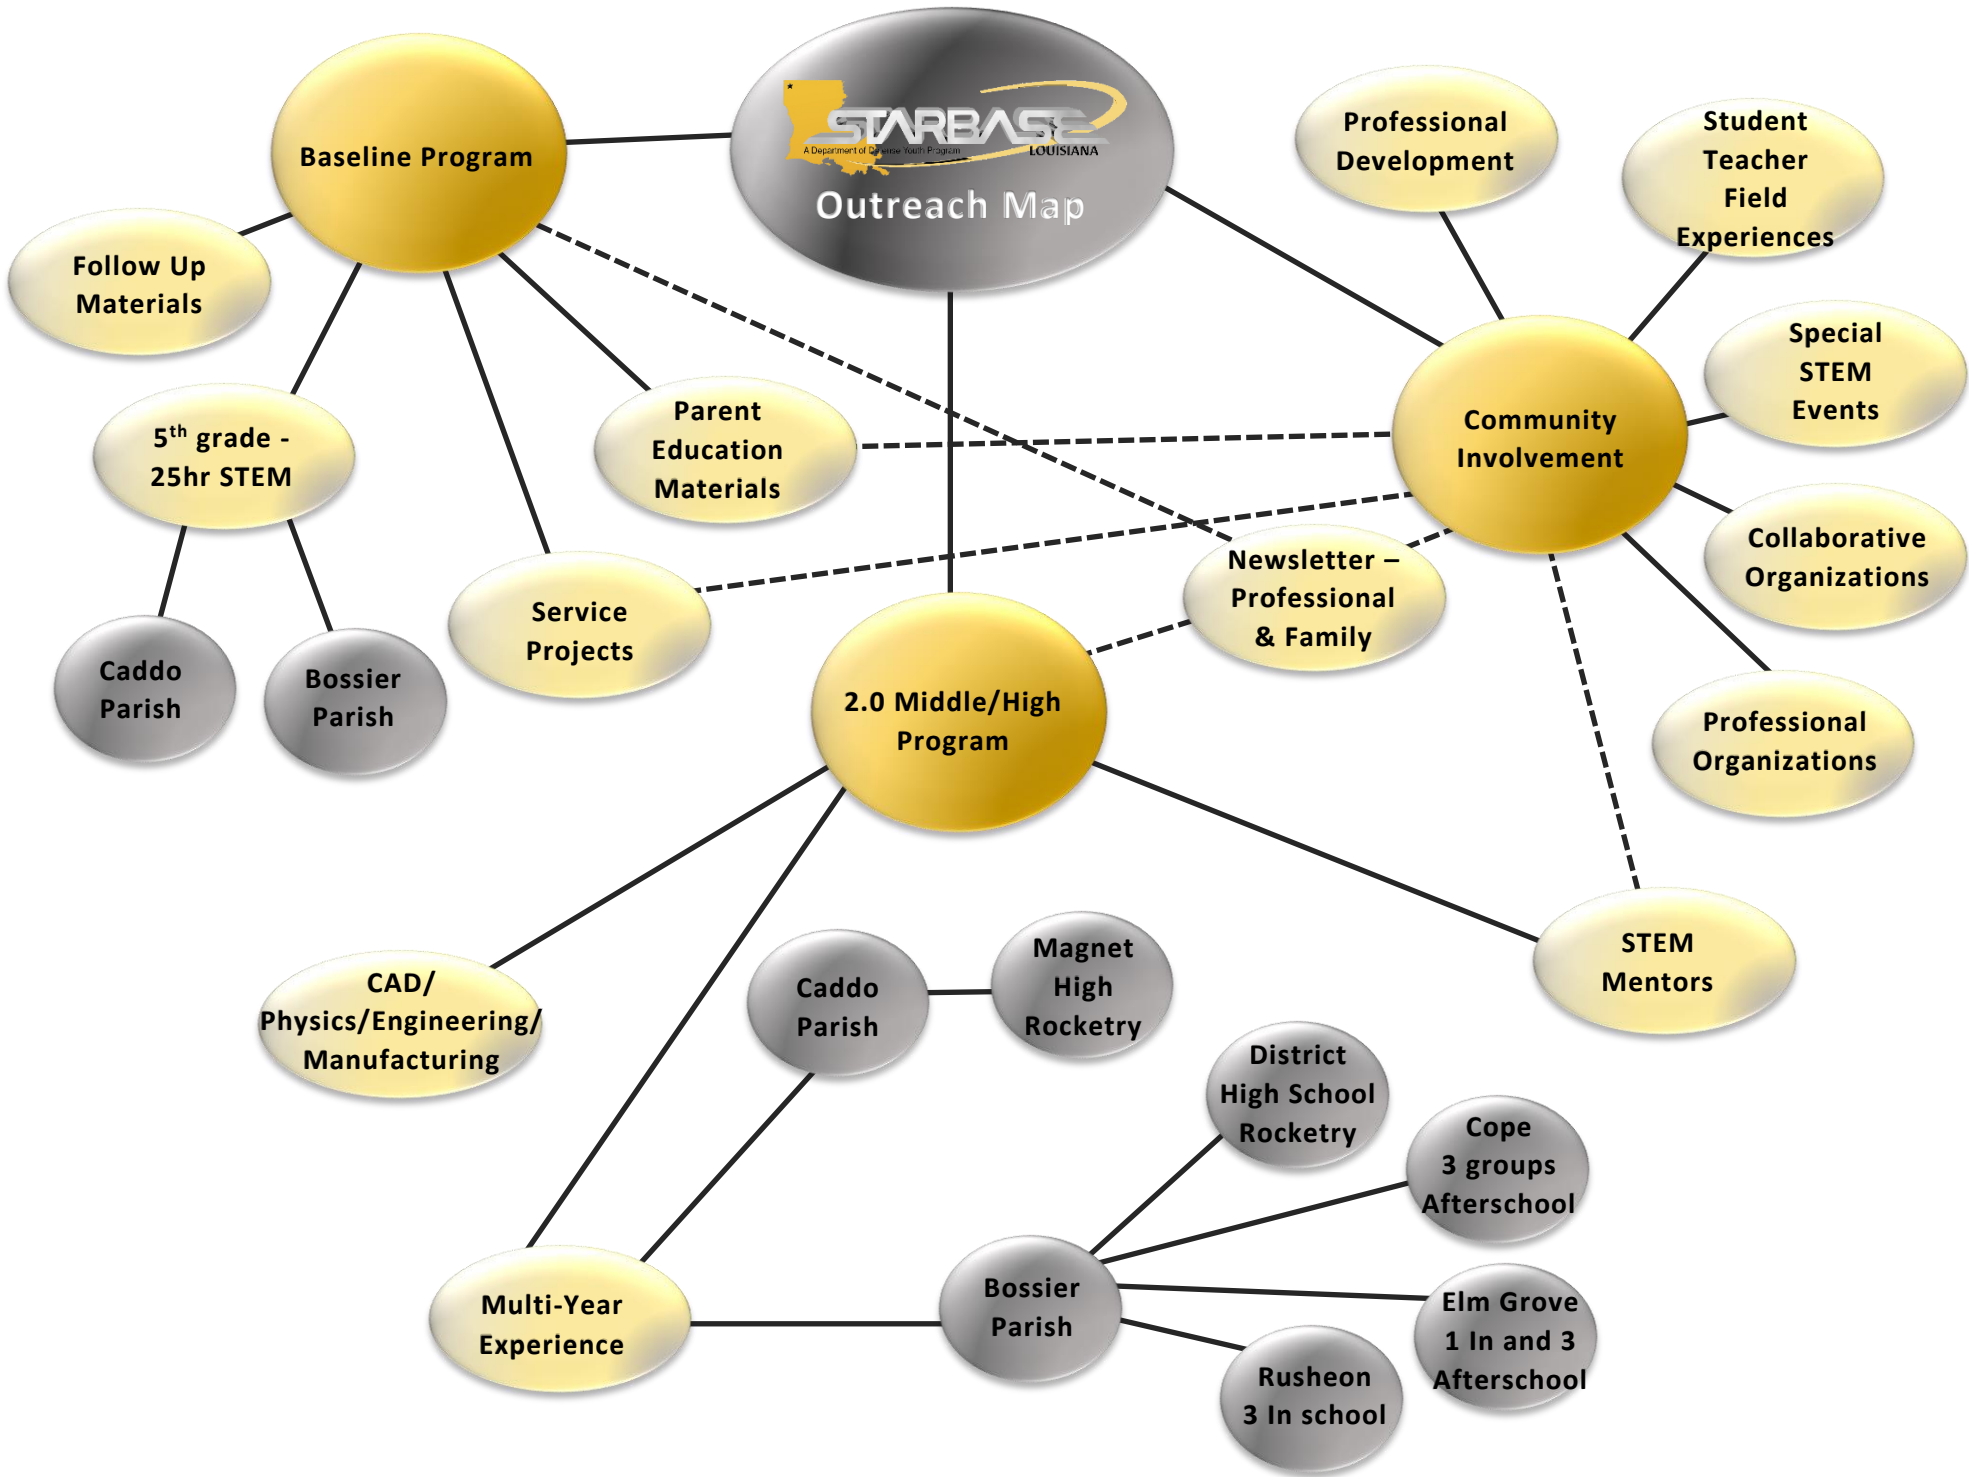 STARBASE
A Department of Defense Youth Program
LOUISIANA
Outreach Map
Baseline Program
Follow Up
Materials
5th grade -
25hr STEM
Caddo
Parish
Bossier
Parish
Service
Projects
Parent
Education
Materials
Professional
Development
Student
Teacher
Field
Experiences
Special
STEM
Events
Community
Involvement
Collaborative
Organizations
Professional
Organizations
Newsletter –
Professional
& Family
2.0 Middle/High
Program
STEM
Mentors
CAD/
Physics/Engineering/
Manufacturing
Caddo
Parish
Magnet
High
Rocketry
District
High School
Rocketry
Cope
3 groups
Afterschool
Multi-Year
Experience
Bossier
Parish
Elm Grove
1 In and 3
Afterschool
Rusheon
3 In school